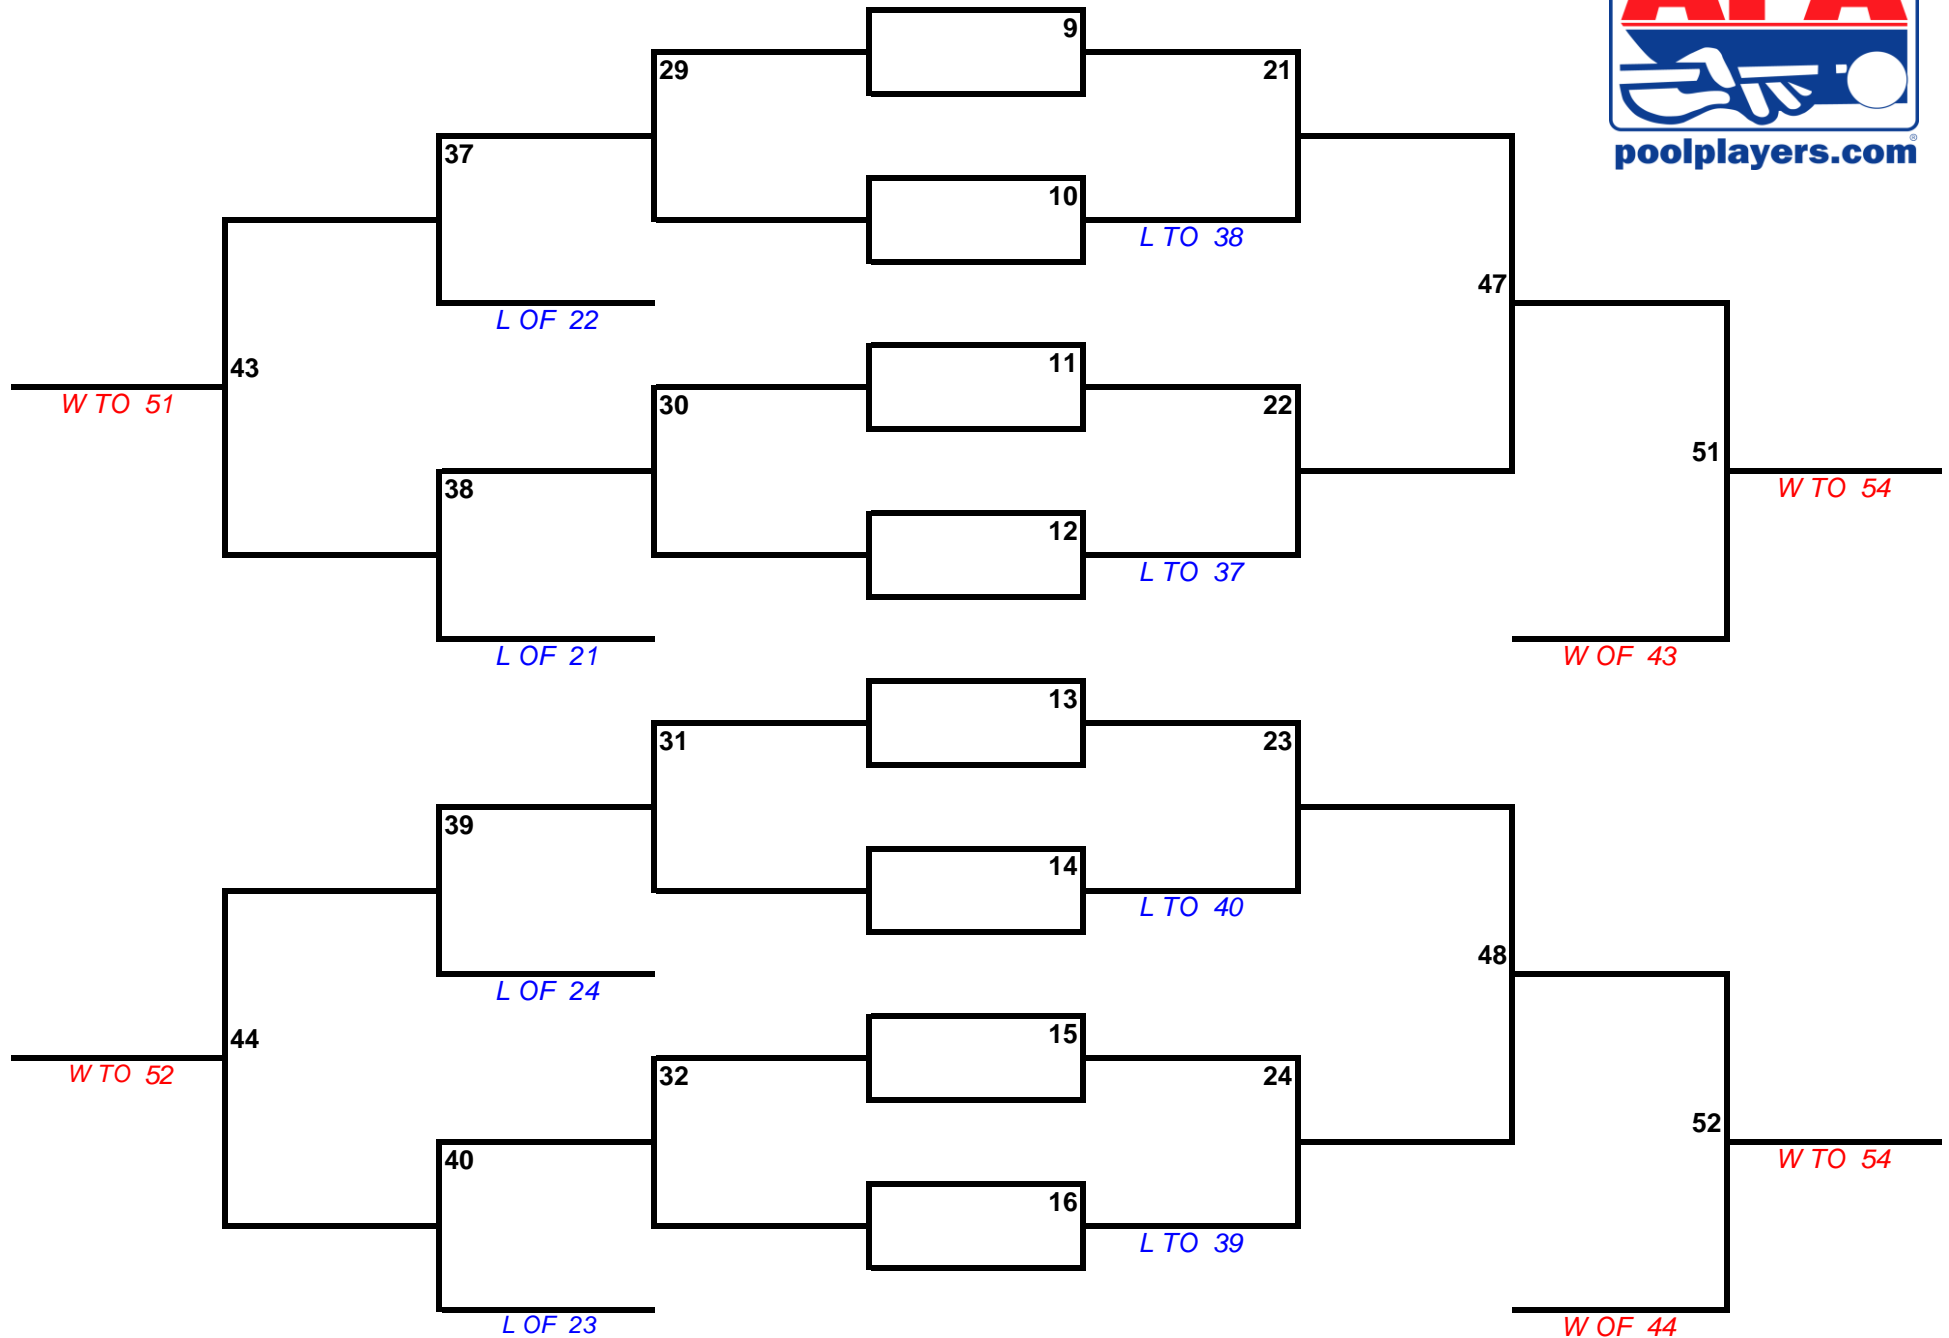 APA
9
29
21
37
poolplayers.com
®
10
L TO 38
47
L OF 22
11
43
W TO 51
30
22
51
38
W TO 54
12
L TO 37
L OF 21
W OF 43
13
31
23
39
14
L TO 40
48
L OF 24
15
44
W TO 52
32
24
52
40
W TO 54
16
L TO 39
L OF 23
W OF 44